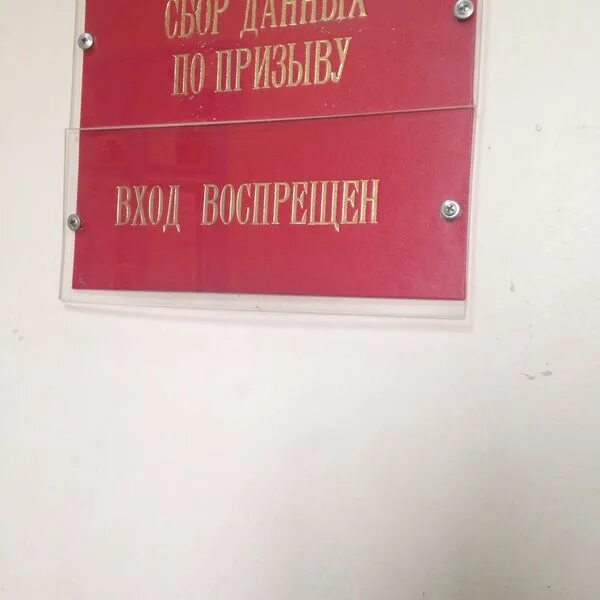 СБОР ДАННЫХ
ПО ПРИЗЫВУ
ВХОД ВОСПРЕЩЕН